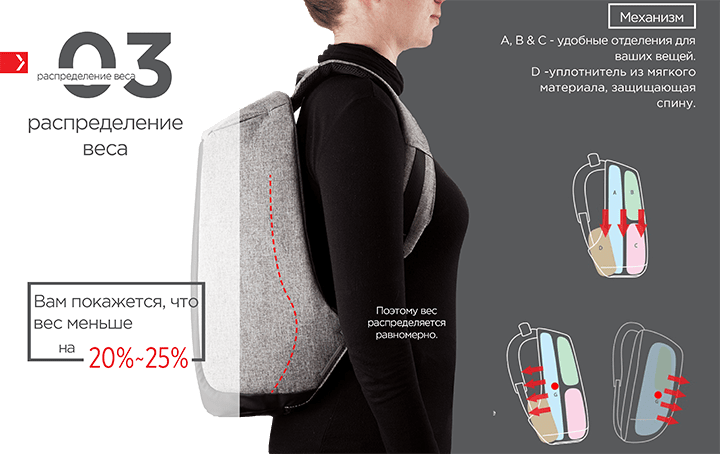 03
распределение веса
распределение
веса
Вам покажется, что
вес меньше
на 20%~25%
Поэтому вес
распределяется
равномерно.
Механизм
A, B & C - удобные отделения для
ваших вещей.
D -уплотнитель из мягкого
материала, защищающая
спину.
A B
D C
G G